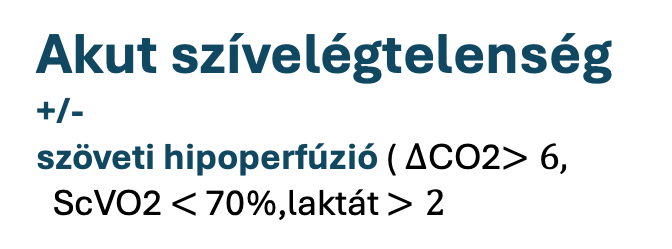 Akut szívelégtelenség
+/-
szöveti hipoperfúzió ( ΔCO2> 6,
ScVO2 < 70%,laktát > 2